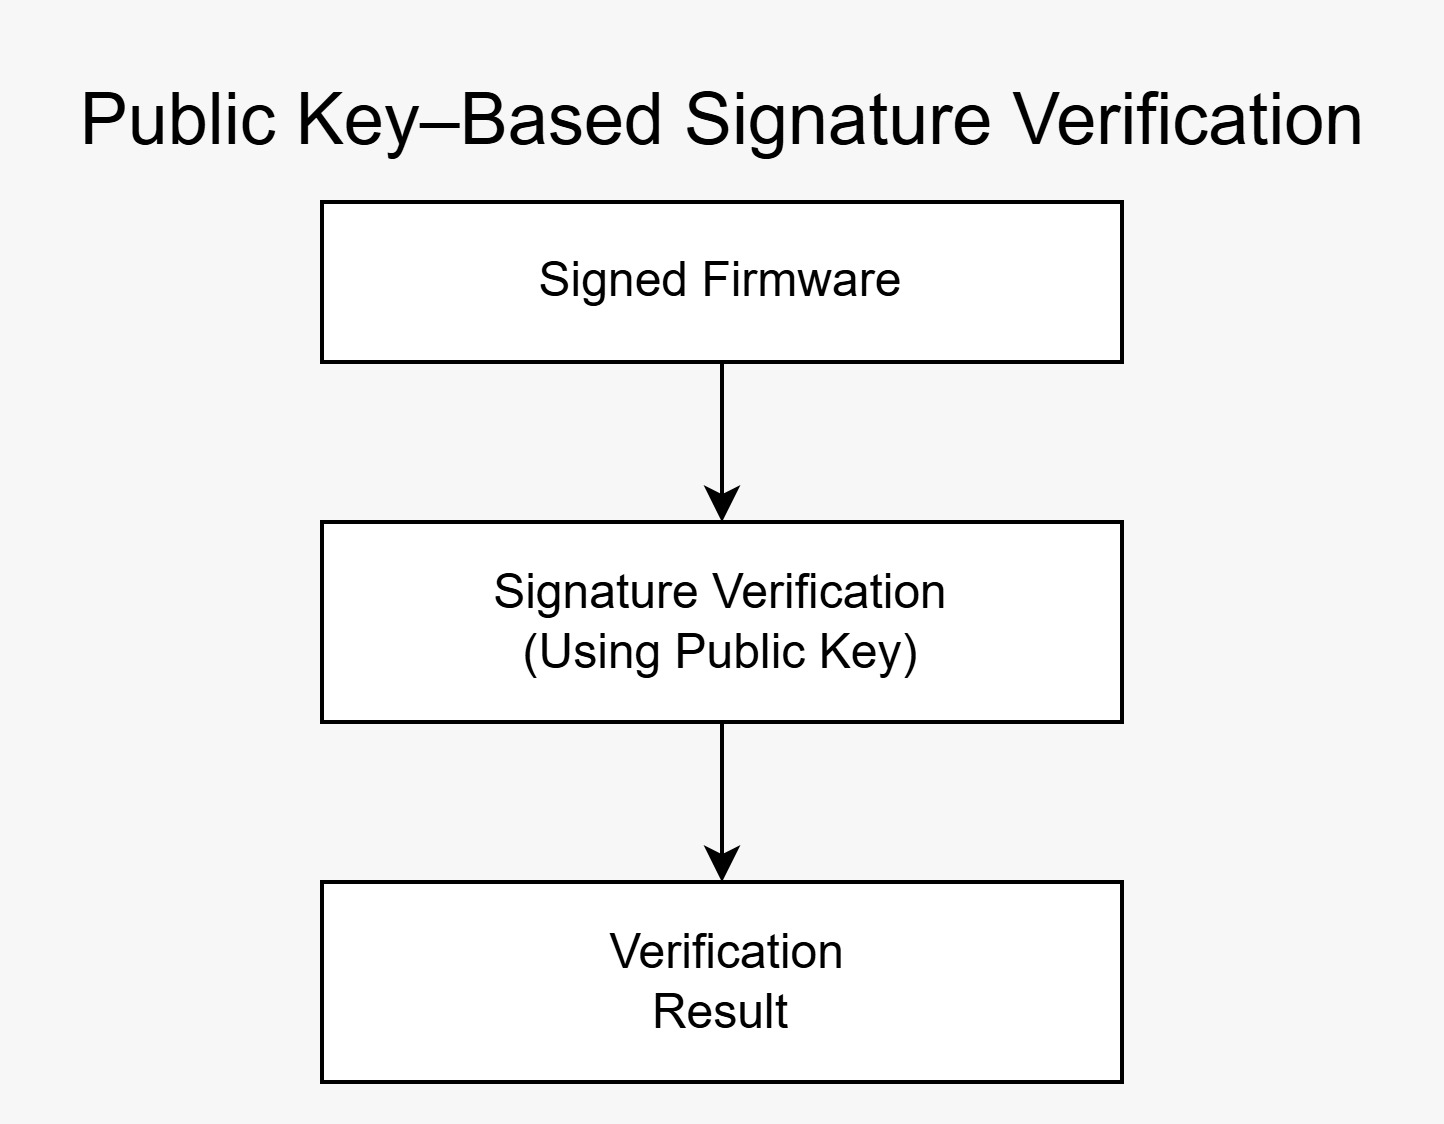 Public Key–Based Signature Verification
Signed Firmware
Signature Verification
(Using Public Key)
Verification
Result